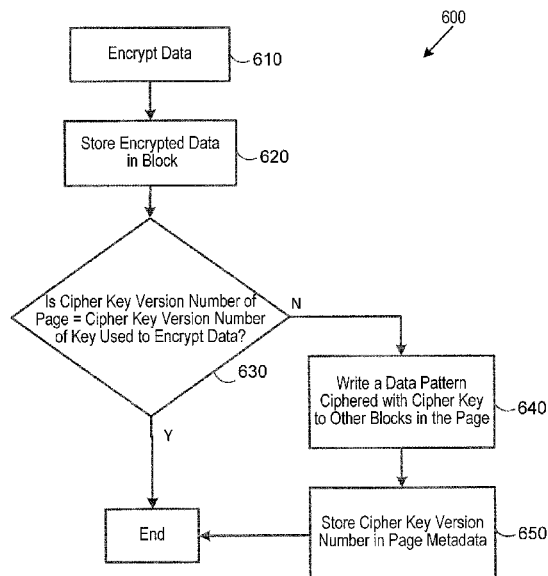 600
Encrypt Data
610
Store Encrypted Data
in Block
620
Is Cipher Key Version Number of
Page = Cipher Key Version Number
of Key Used to Encrypt Data?
N
630
Write a Data Pattern
Ciphered with Cipher Key
to Other Blocks in the Page
640
Y
End
Store Cipher Key Version
Number in Page Metadata
650